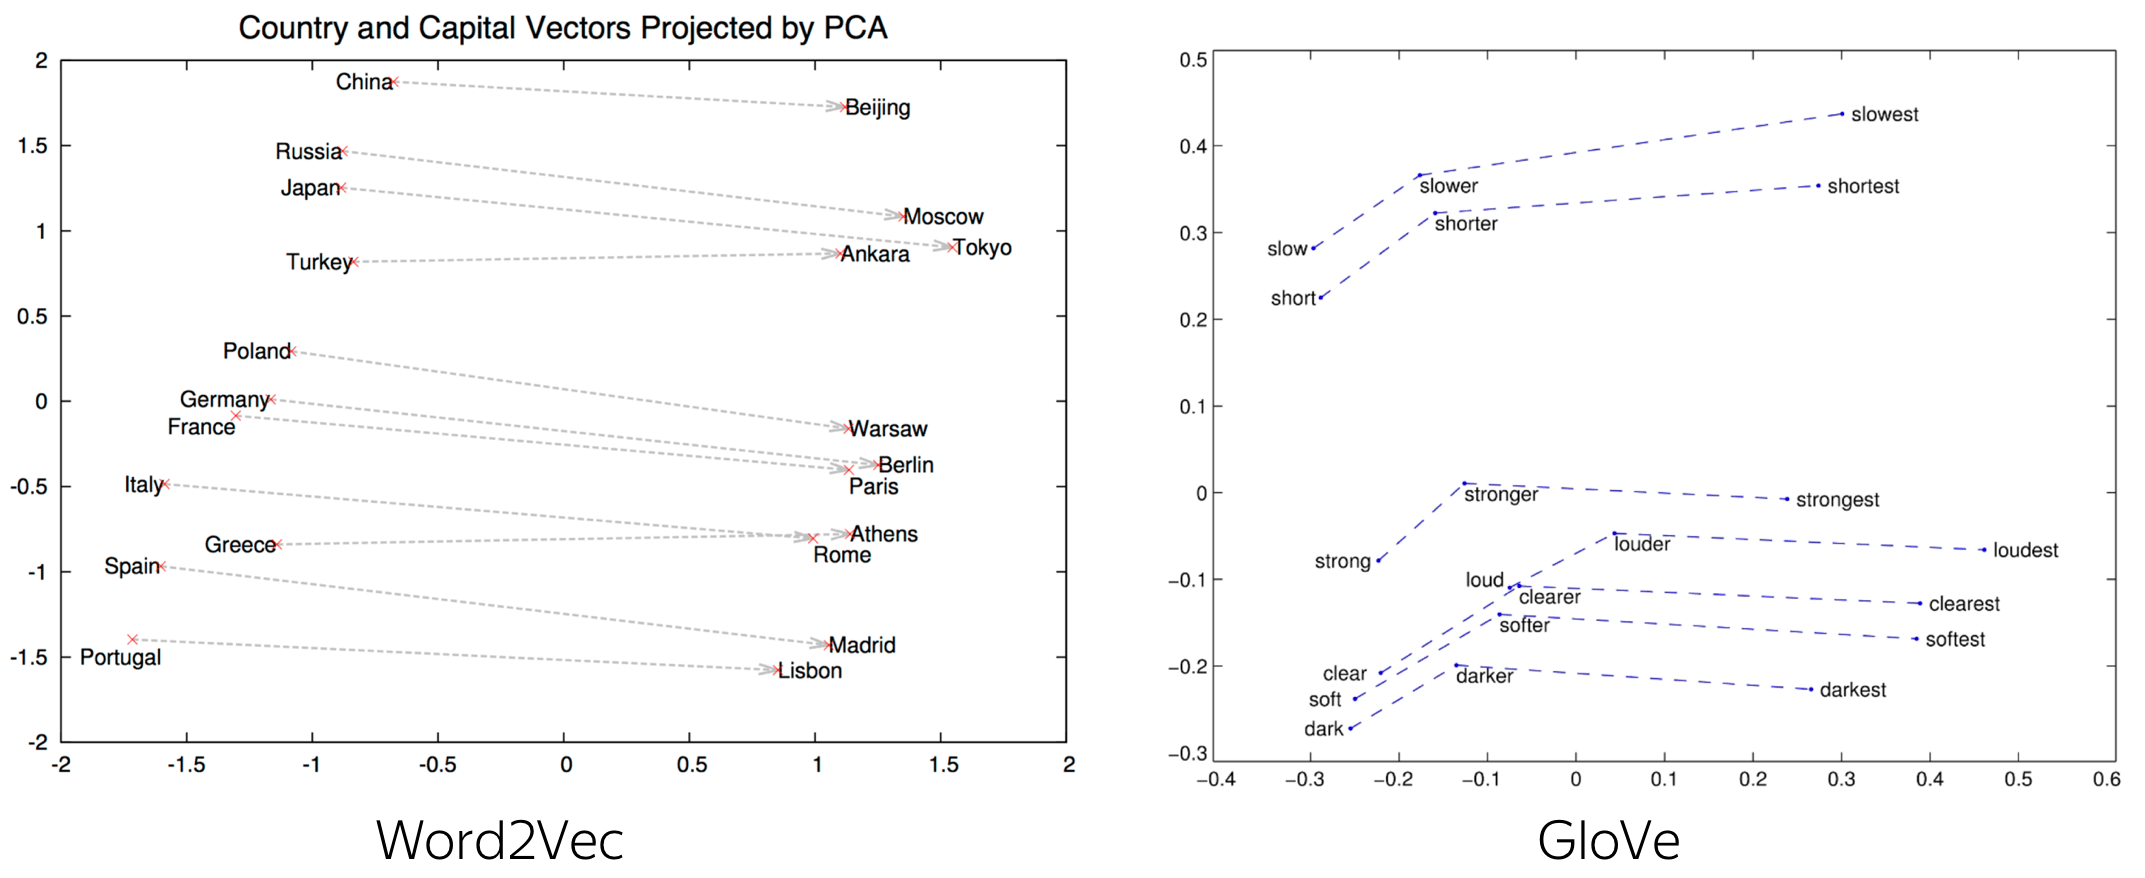 Country and Capital Vectors Projected by PCA
2
1.5
1
0.5
0
-0.5
-1
-1.5
-2
-2
-1.5
-1
-0.5
0
0.5
1
1.5
2
China
Beijing
Russia
Japan
Moscow
Tokyo
Turkey
Ankara
Poland
Germany
France
Warsaw
Berlin
Paris
Italy
Athens
Greece
Rome
Spain
Madrid
Portugal
Lisbon
Word2Vec
0.5
0.4
0.3
0.2
0.1
0
−0.1
−0.2
−0.3
−0.4
−0.3
−0.2
−0.1
0
0.1
0.2
0.3
0.4
0.5
0.6
slowest
slower
shortest
shorter
slow
short
stronger
strongest
strong
louder
loudest
loud
clearer
clearest
softer
softest
clear
darker
soft
darkest
dark
GloVe